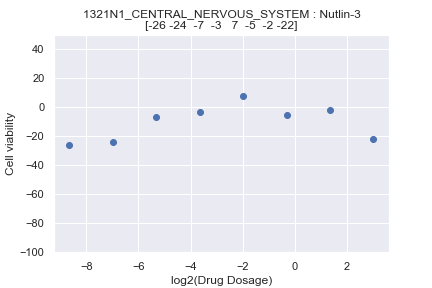 1321N1_CENTRAL_NERVOUS_SYSTEM : Nutlin-3
[-26 -24  -7  -3   7  -5  -2 -22]
40
20
0
−20
−40
−60
−80
−100
Cell viability
−8 −6 −4 −2 0 2
log2(Drug Dosage)